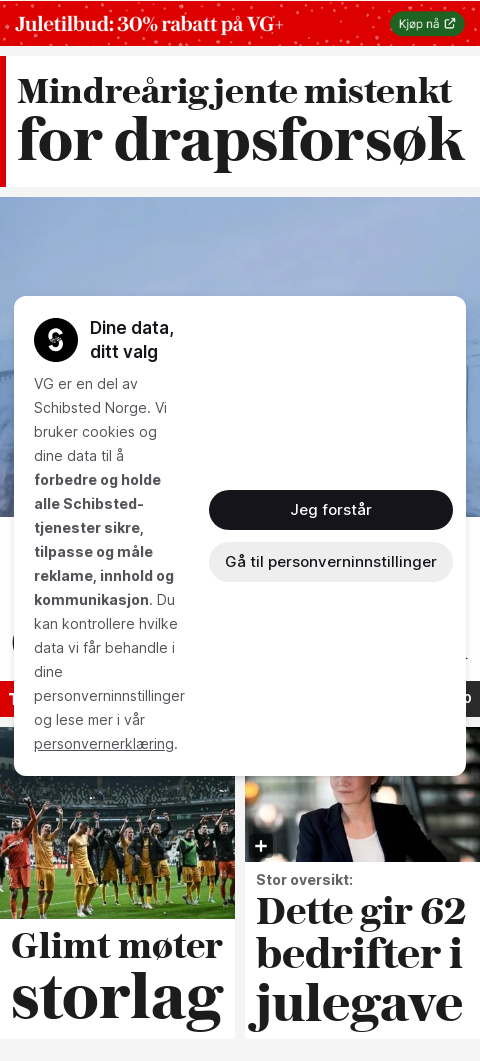 Juletilbud: 30% rabatt på VG+
Kjøp nå
Mindreårig jente mistenkt
for drapsforsøk
Dine data,
ditt valg
VG er en del av
Schibsted Norge. Vi
bruker cookies og
dine data til å
forbedre og holde
alle Schibsted-
tjenester sikre,
tilpasse og måle
reklame, innhold og
kommunikasjon. Du
kan kontrollere hvilke
data vi får behandle i
dine
personverninnstillinger
og lese mer i vår
personvernerklæring.
Jeg forstår
Gå til personverninnstillinger
Glimt møter
storlag
Stor oversikt:
Dette gir 62
bedrifter i
julegave